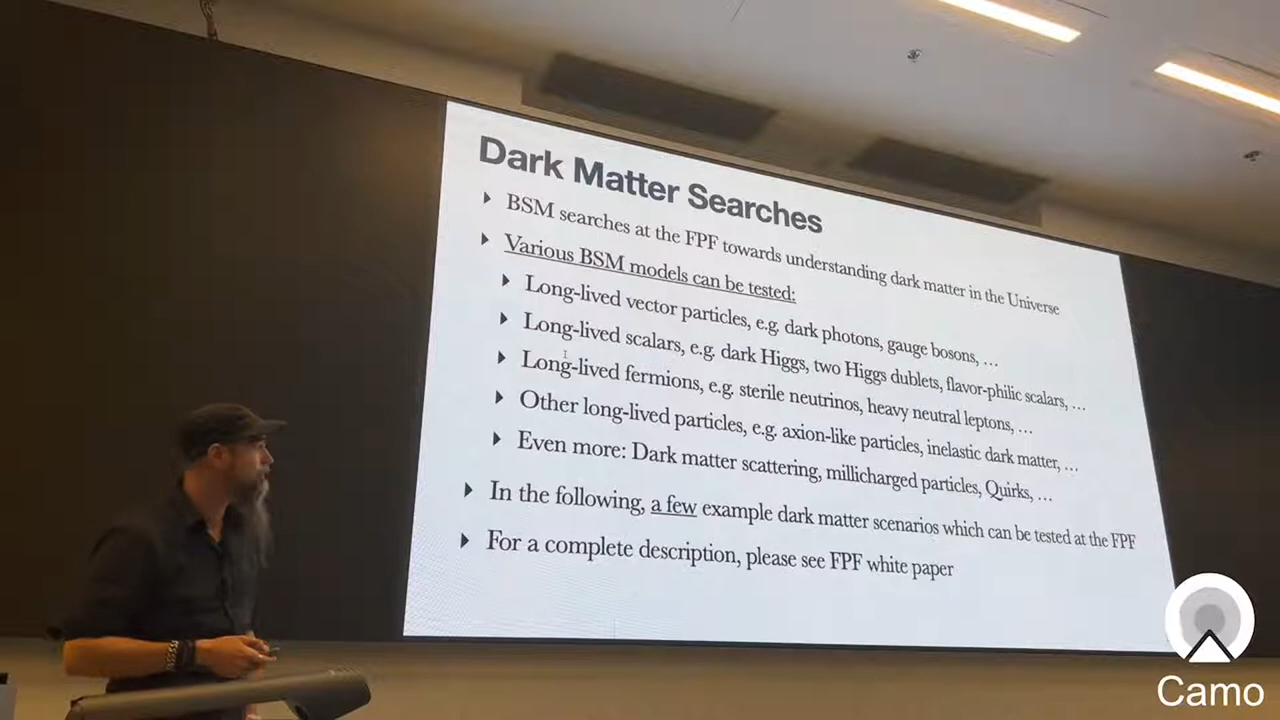 Dark Matter Searches
BSM searches at the FPF towards understanding dark matter in the Universe
Various BSM models can be tested:
Long-lived vector particles, e.g. dark photons, gauge bosons, ...
Long-lived scalars, e.g. dark Higgs, two Higgs dublets, flavor-philic scalars, ...
Long-lived fermions, e.g. sterile neutrinos, heavy neutral leptons, ...
Other long-lived particles, e.g. axion-like particles, inelastic dark matter, ...
Even more: Dark matter scattering, millicharged particles, Quirks, ...
In the following, a few example dark matter scenarios which can be tested at the FPF
For a complete description, please see FPF white paper
Camo